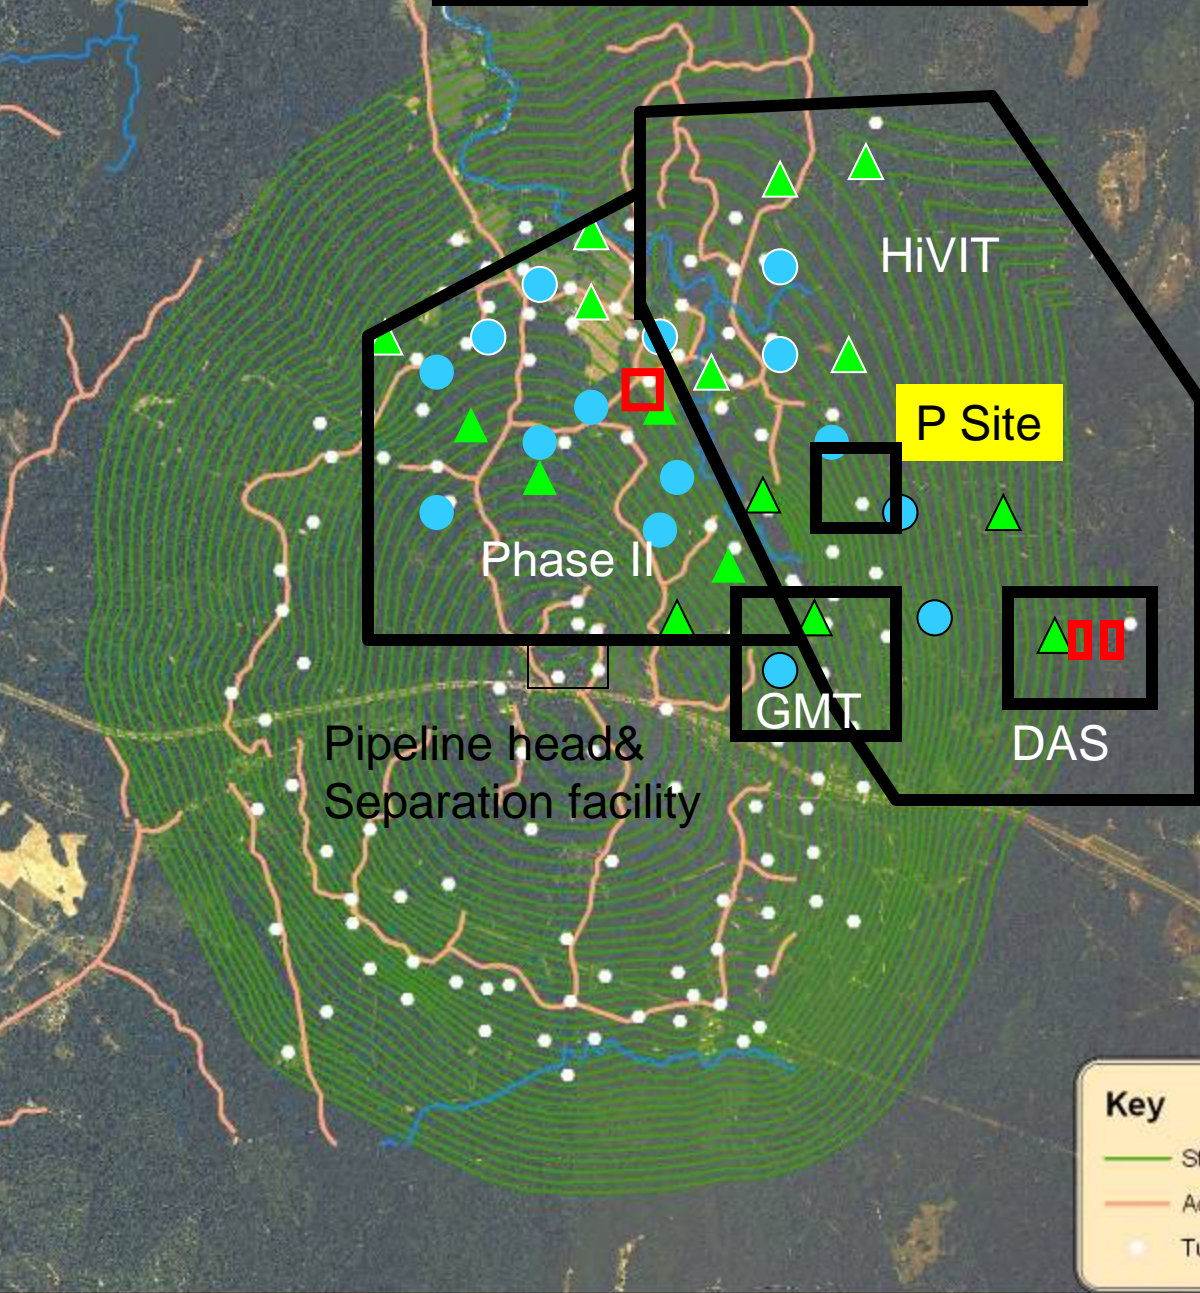 HiVIT
P Site
Phase II
GMT
DAS
Pipeline head&
Separation facility
Key